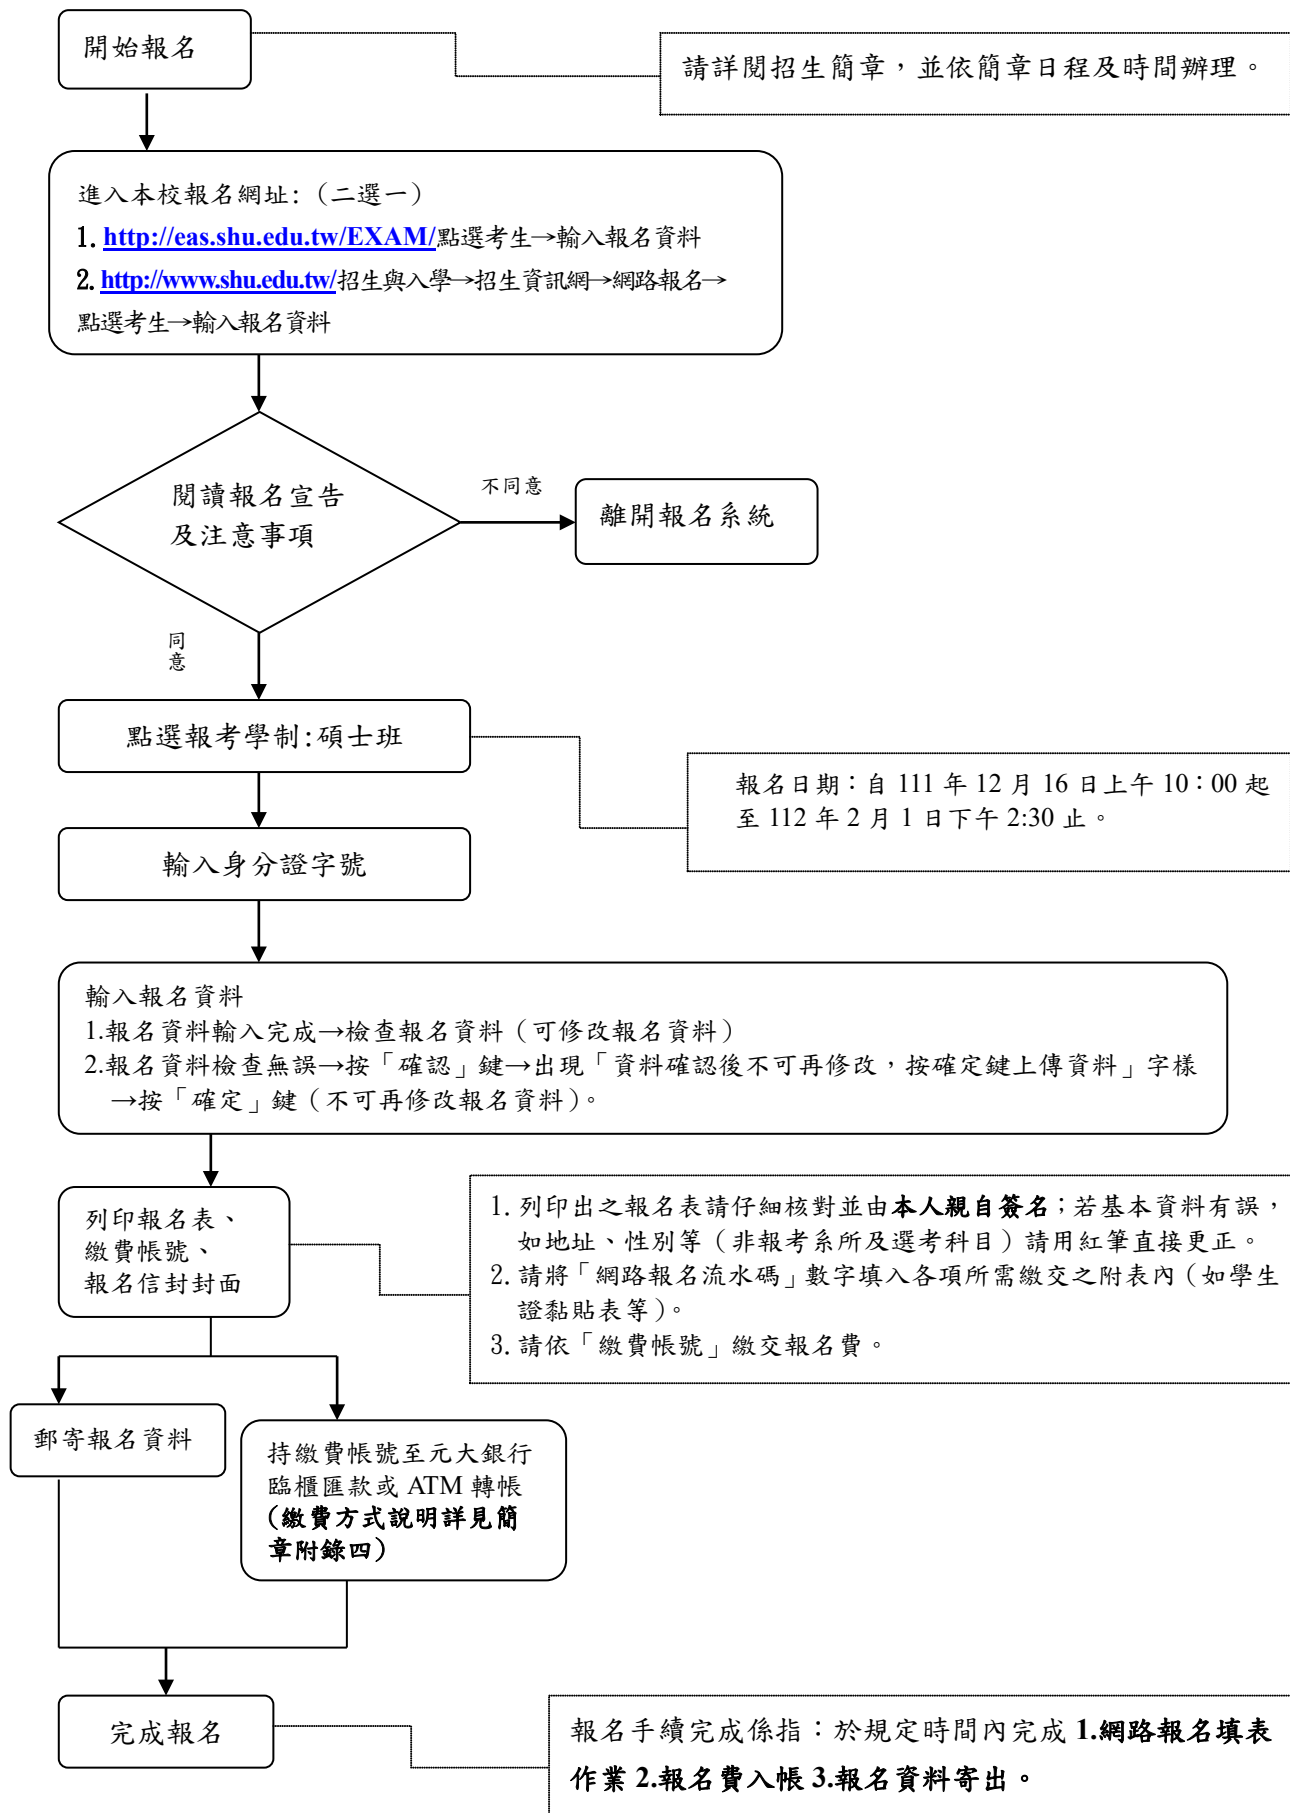 開始報名
請詳閱招生簡章，並依簡章日程及時間辦理。
進入本校報名網址：（二選一）
1. http://eas.shu.edu.tw/EXAM/點選考生→輸入報名資料
2. http://www.shu.edu.tw/招生與入學→招生資訊網→網路報名→
點選考生→輸入報名資料
閱讀報名宣告
及注意事項
不同意
離開報名系統
同
意
點選報考學制:碩士班
報名日期：自 111 年 12 月 16 日上午 10：00 起
至 112 年 2 月 1 日下午 2:30 止。
輸入身分證字號
輸入報名資料
1.報名資料輸入完成→檢查報名資料（可修改報名資料）
2.報名資料檢查無誤→按「確認」鍵→出現「資料確認後不可再修改，按確定鍵上傳資料」字樣
→按「確定」鍵（不可再修改報名資料）。
列印報名表、
繳費帳號、
報名信封封面
1. 列印出之報名表請仔細核對並由本人親自簽名；若基本資料有誤，
如地址、性別等（非報考系所及選考科目）請用紅筆直接更正。
2. 請將「網路報名流水碼」數字填入各項所需繳交之附表內（如學生
證黏貼表等）。
3. 請依「繳費帳號」繳交報名費。
郵寄報名資料
持繳費帳號至元大銀行
臨櫃匯款或 ATM 轉帳
（繳費方式說明詳見簡
章附錄四）
完成報名
報名手續完成係指：於規定時間內完成 1.網路報名填表
作業 2.報名費入帳 3.報名資料寄出。